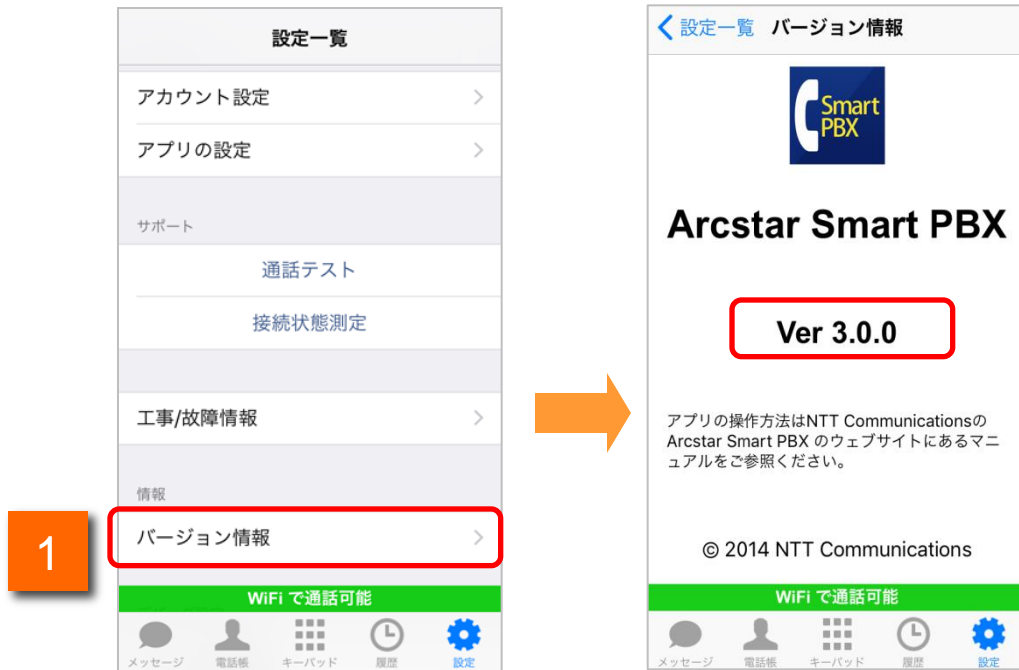 設定一覧
アカウント設定
アプリの設定
サポート
通話テスト
接続状態測定
工事/故障情報
情報
1
バージョン情報
WiFi で通話可能
メッセージ 電話帳 キーパッド 履歴 設定
設定一覧 バージョン情報
Smart
PBX
Arcstar Smart PBX
Ver 3.0.0
アプリの操作方法はNTT Communicationsの
Arcstar Smart PBX のウェブサイトにあるマニ
ュアルをご参照ください。
© 2014 NTT Communications
WiFi で通話可能
メッセージ 電話帳 キーパッド 履歴 設定